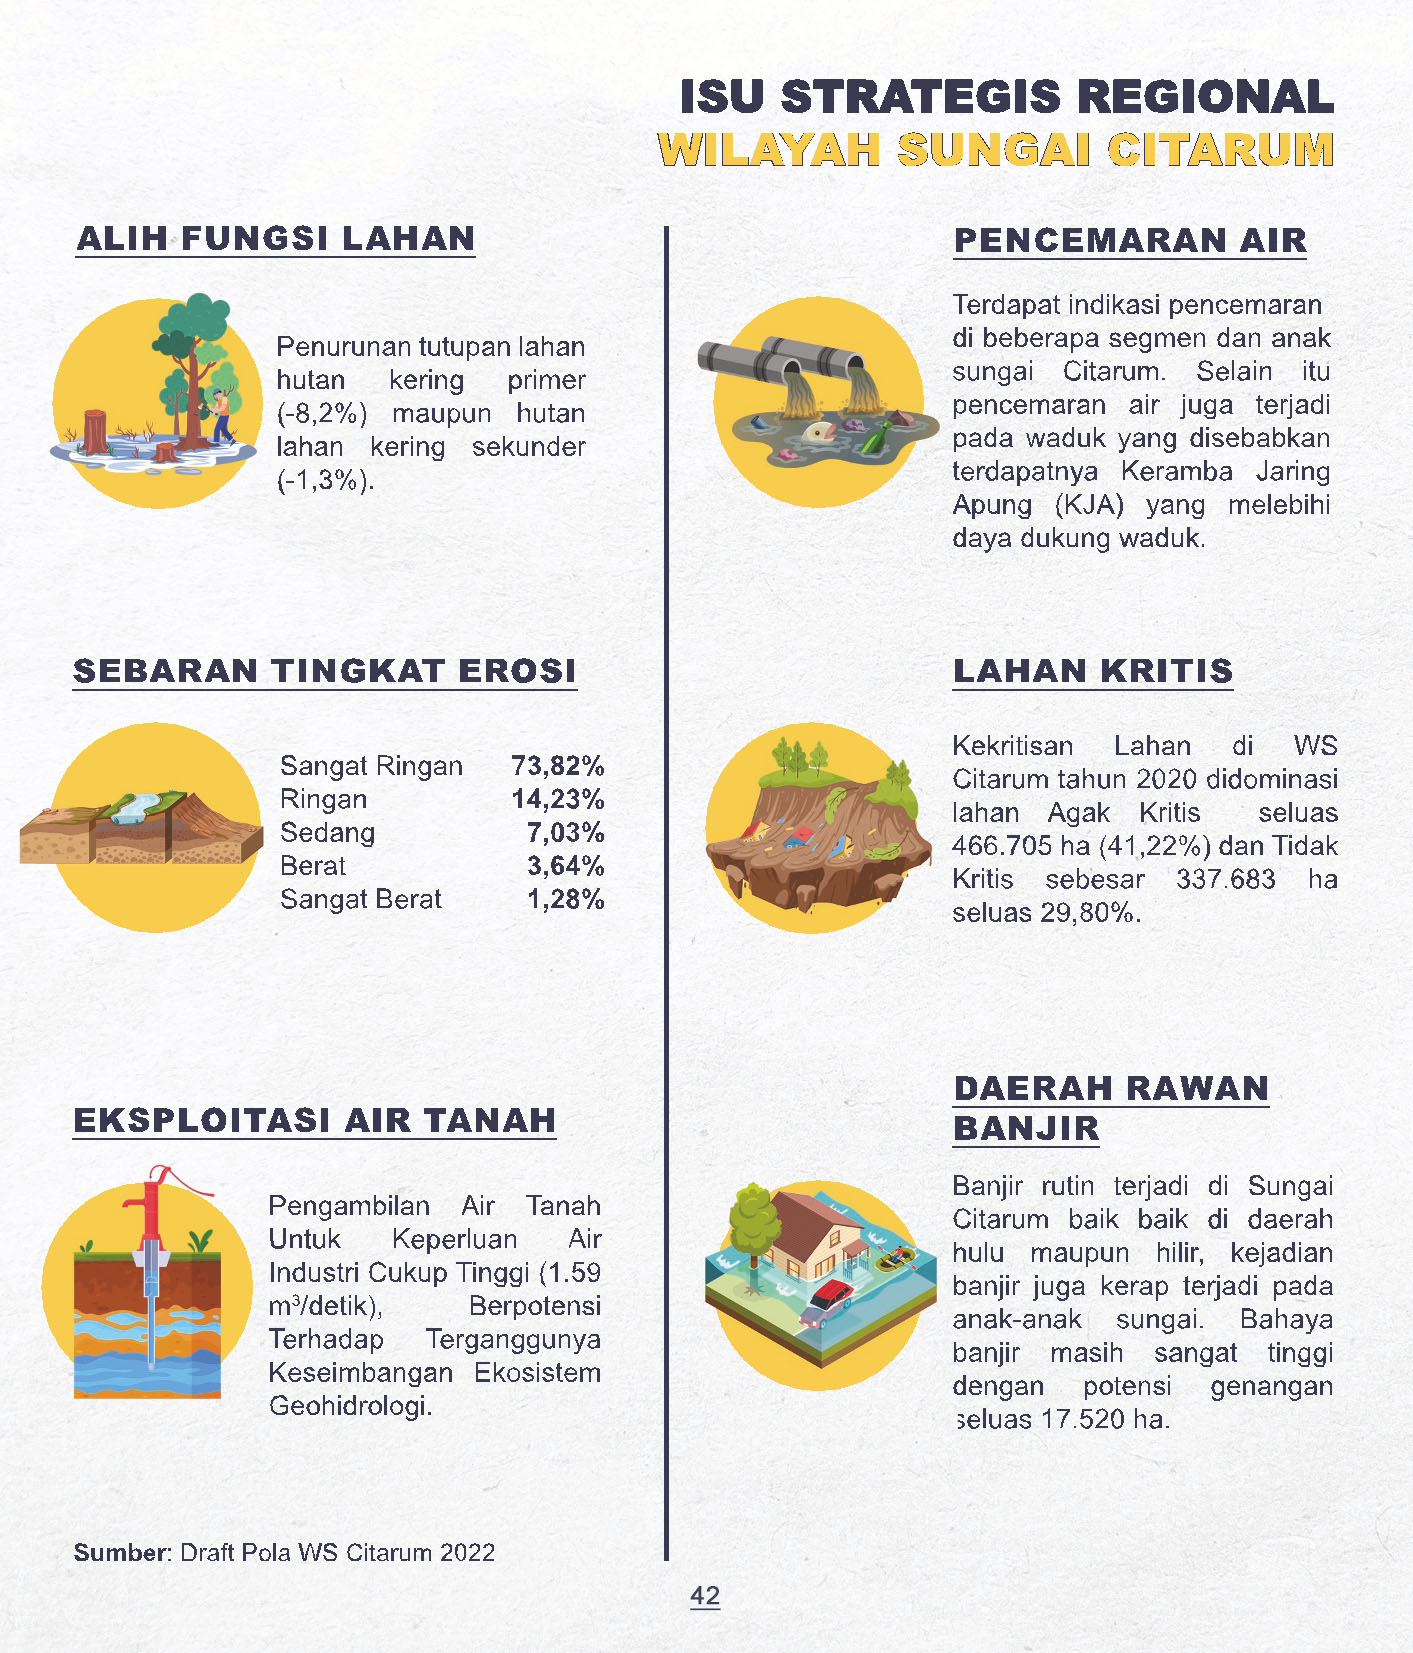 ISU STRATEGIS REGIONAL
WILAYAH SUNGAI CITARUM
ALIH FUNGSI LAHAN
Penurunan tutupan lahan
hutan kering primer
(-8,2%) maupun hutan
lahan kering sekunder
(-1,3%).
SEBARAN TINGKAT EROSI
Sangat Ringan 73,82%
Ringan 14,23%
Sedang 7,03%
Berat 3,64%
Sangat Berat 1,28%
EKSPLOITASI AIR TANAH
Pengambilan Air Tanah
Untuk Keperluan Air
Industri Cukup Tinggi (1.59
m³/detik), Berpotensi
Terhadap Terganggunya
Keseimbangan Ekosistem
Geohidrologi.
Sumber: Draft Pola WS Citarum 2022
PENCEMARAN AIR
Terdapat indikasi pencemaran
di beberapa segmen dan anak
sungai Citarum. Selain itu
pencemaran air juga terjadi
pada waduk yang disebabkan
terdapatnya Keramba Jaring
Apung (KJA) yang melebihi
daya dukung waduk.
LAHAN KRITIS
Kekritisan Lahan di WS
Citarum tahun 2020 didominasi
lahan Agak Kritis seluas
466.705 ha (41,22%) dan Tidak
Kritis sebesar 337.683 ha
seluas 29,80%.
DAERAH RAWAN
BANJIR
Banjir rutin terjadi di Sungai
Citarum baik baik di daerah
hulu maupun hilir, kejadian
banjir juga kerap terjadi pada
anak-anak sungai. Bahaya
banjir masih sangat tinggi
dengan potensi genangan
seluas 17.520 ha.
42